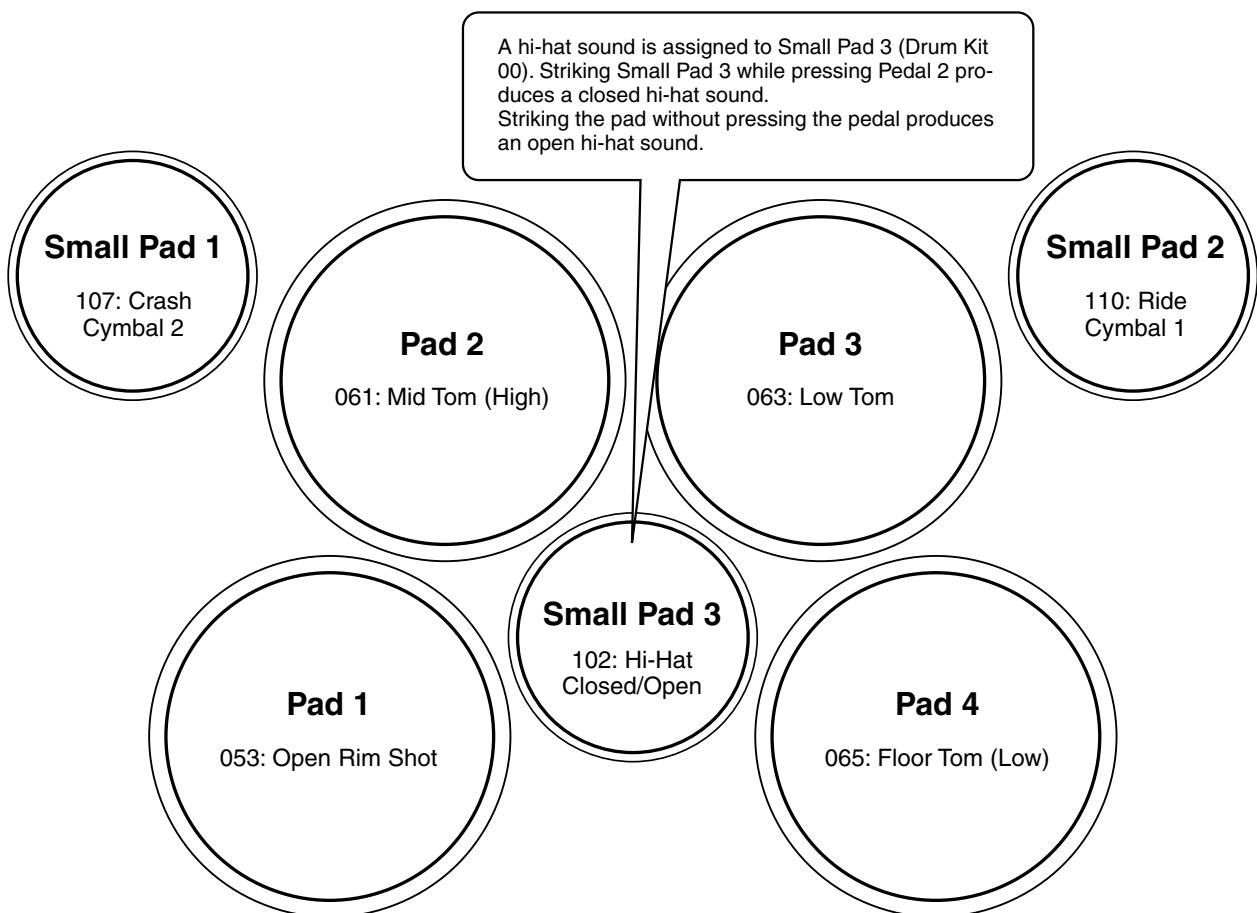 A hi-hat sound is assigned to Small Pad 3 (Drum Kit
00). Striking Small Pad 3 while pressing Pedal 2 pro-
duces a closed hi-hat sound.
Striking the pad without pressing the pedal produces
an open hi-hat sound.
Small Pad 1
107: Crash
Cymbal 2
Small Pad 2
110: Ride
Cymbal 1
Pad 2
061: Mid Tom (High)
Pad 3
063: Low Tom
Small Pad 3
102: Hi-Hat
Closed/Open
Pad 1
053: Open Rim Shot
Pad 4
065: Floor Tom (Low)